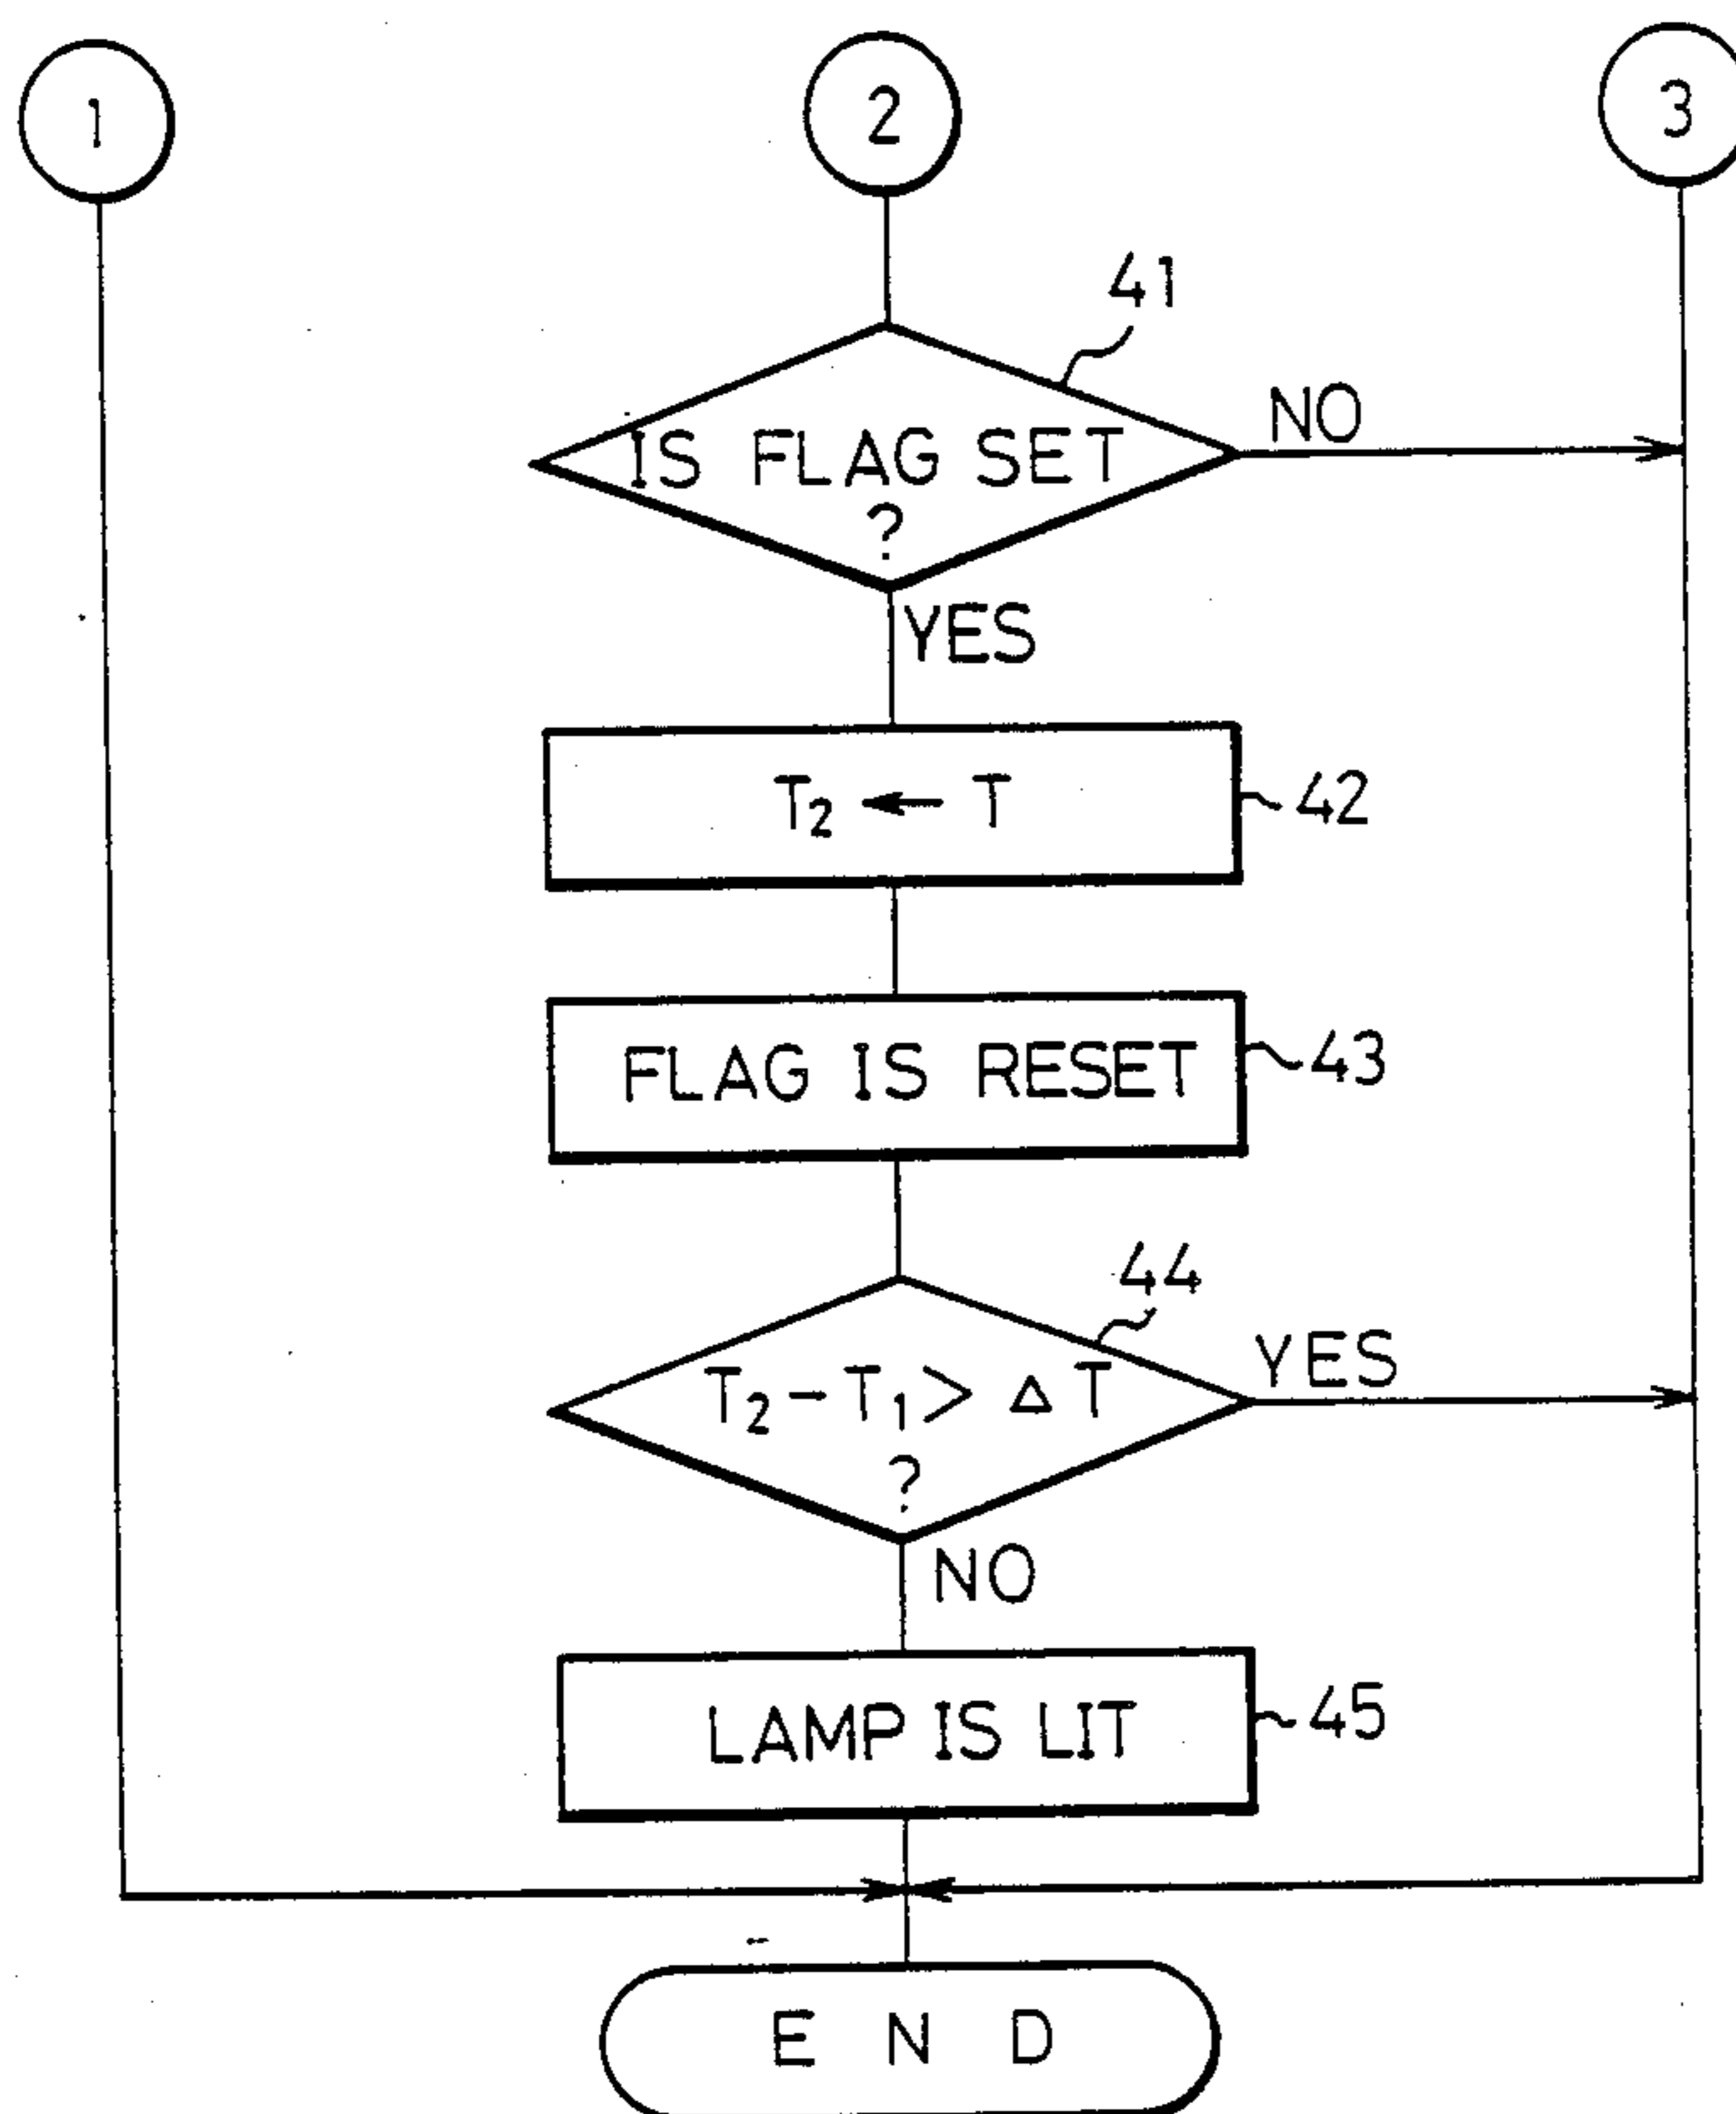 1
2
3
41
IS FLAG SET
?
NO
YES
T₂ ← T
42
FLAG IS RESET
43
44
T₂ - T₁ > Δ T
?
YES
NO
LAMP IS LIT
45
E N D